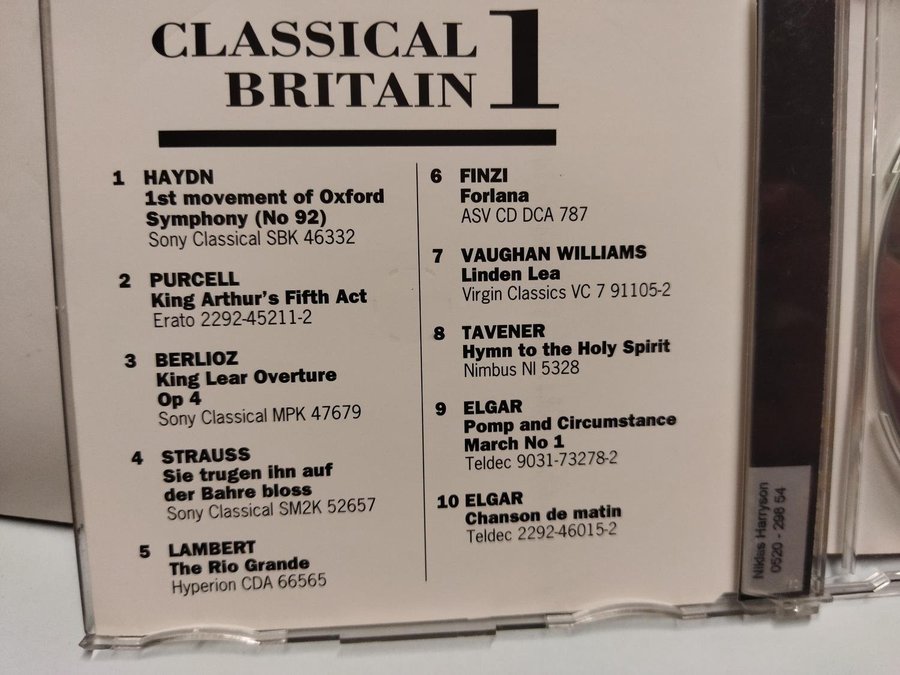 CLASSICAL
BRITAIN 1
1 HAYDN
1st movement of Oxford
Symphony (No 92)
Sony Classical SBK 46332
2 PURCELL
King Arthur's Fifth Act
Erato 2292-45211-2
3 BERLIOZ
King Lear Overture
Op 4
Sony Classical MPK 47679
4 STRAUSS
Sie trugen ihn auf
der Bahre bloss
Sony Classical SM2K 52657
5 LAMBERT
The Rio Grande
Hyperion CDA 66565
6 FINZI
Forlana
ASV CD DCA 787
7 VAUGHAN WILLIAMS
Linden Lea
Virgin Classics VC 7 91105-2
8 TAVENER
Hymn to the Holy Spirit
Nimbus NI 5328
9 ELGAR
Pomp and Circumstance
March No 1
Teldec 9031-73278-2
10 ELGAR
Chanson de matin
Teldec 2292-46015-2
Niklas Harryson
0520 - 298 54